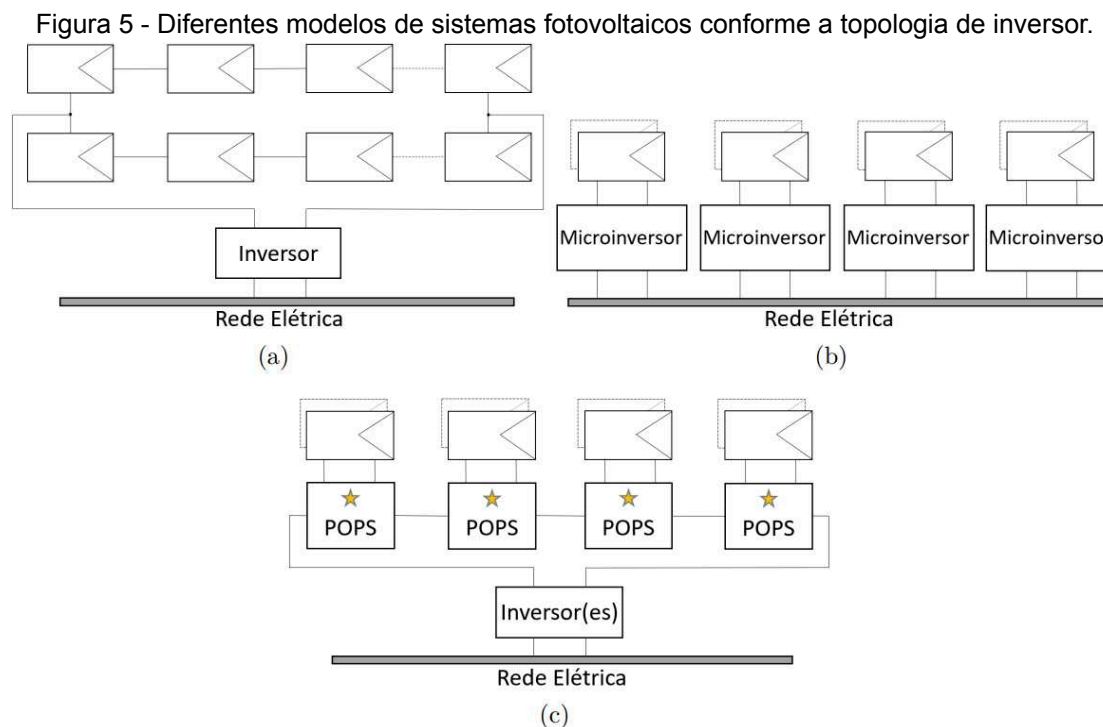 Figura 5 - Diferentes modelos de sistemas fotovoltaicos conforme a topologia de inversor.
Inversor
Rede Elétrica
(a)
Microinversor Microinversor Microinversor Microinverso
Rede Elétrica
(b)
POPS POPS POPS POPS
Inversor(es)
Rede Elétrica
(c)